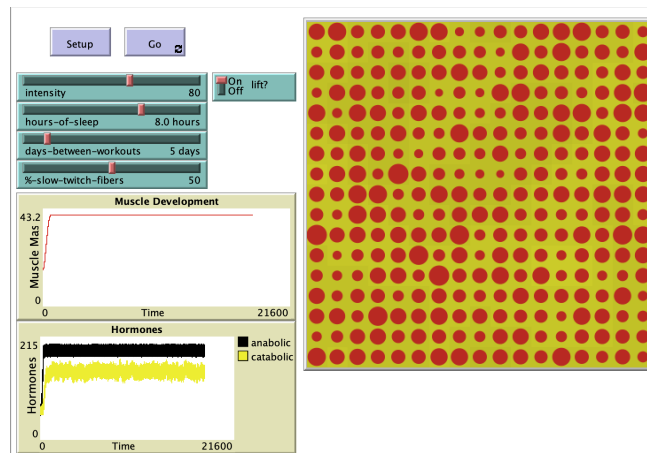 Setup
Go
intensity 80
On
Off
lift?
hours-of-sleep 8.0 hours
days-between-workouts 5 days
%-slow-twitch-fibers 50
Muscle Development
43.2
Muscle Mas
0
0 Time 21600
Hormones
215
Hormones
0
0 Time 21600
anabolic
catabolic